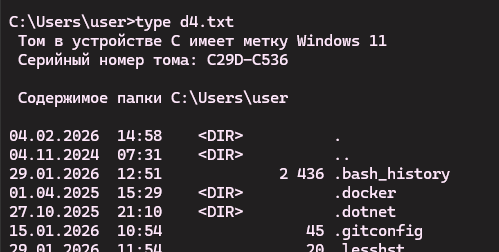 C:\Users\user>type d4.txt
Том в устройстве C имеет метку Windows 11
Серийный номер тома: C29D-C536
Содержимое папки C:\Users\user
04.02.2026  14:58    <DIR>          .
04.11.2024  07:31    <DIR>          ..
29.01.2026  12:51             2 436 .bash_history
01.04.2025  15:29    <DIR>          .docker
27.10.2025  21:10    <DIR>          .dotnet
15.01.2026  10:54                45 .gitconfig
29.01.2026  11:54                20 .lesshst